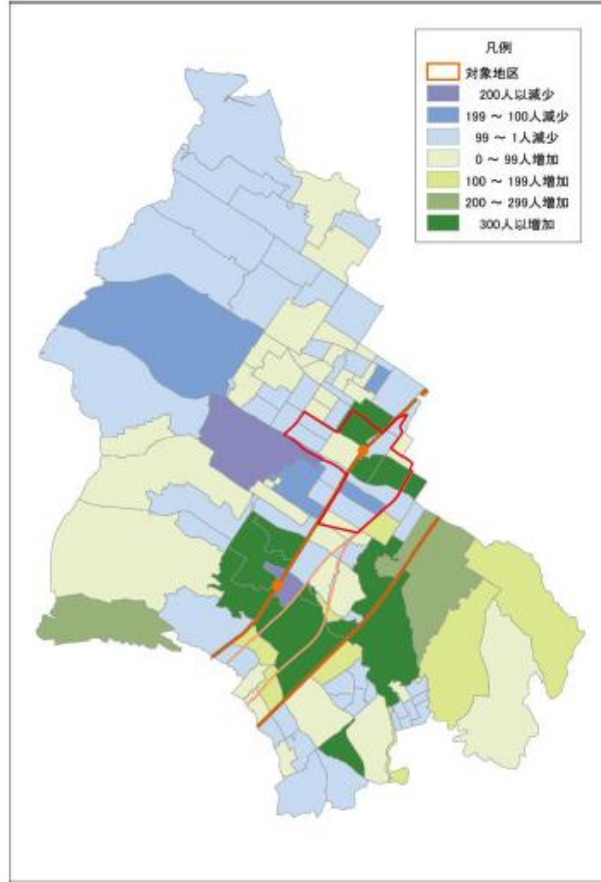 凡例
対象地区
200人以減少
199 ～ 100人減少
99 ～ 1人減少
0 ～ 99人増加
100 ～ 199人増加
200 ～ 299人増加
300人以増加